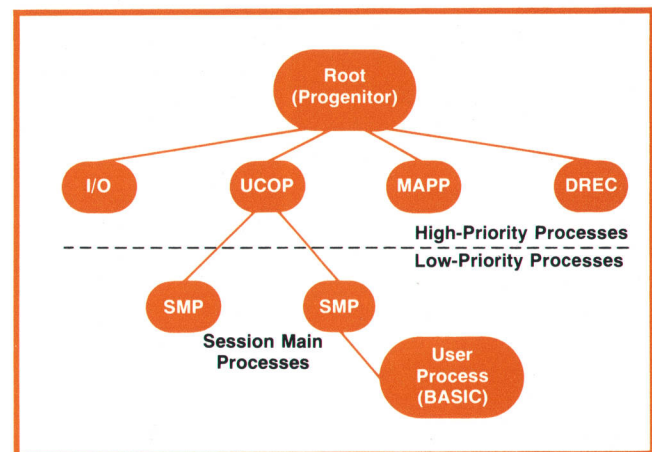 Root
(Progenitor)
I/O
UCOP
MAPP
DREC
High-Priority Processes
Low-Priority Processes
SMP
SMP
Session Main
Processes
User
Process
(BASIC)